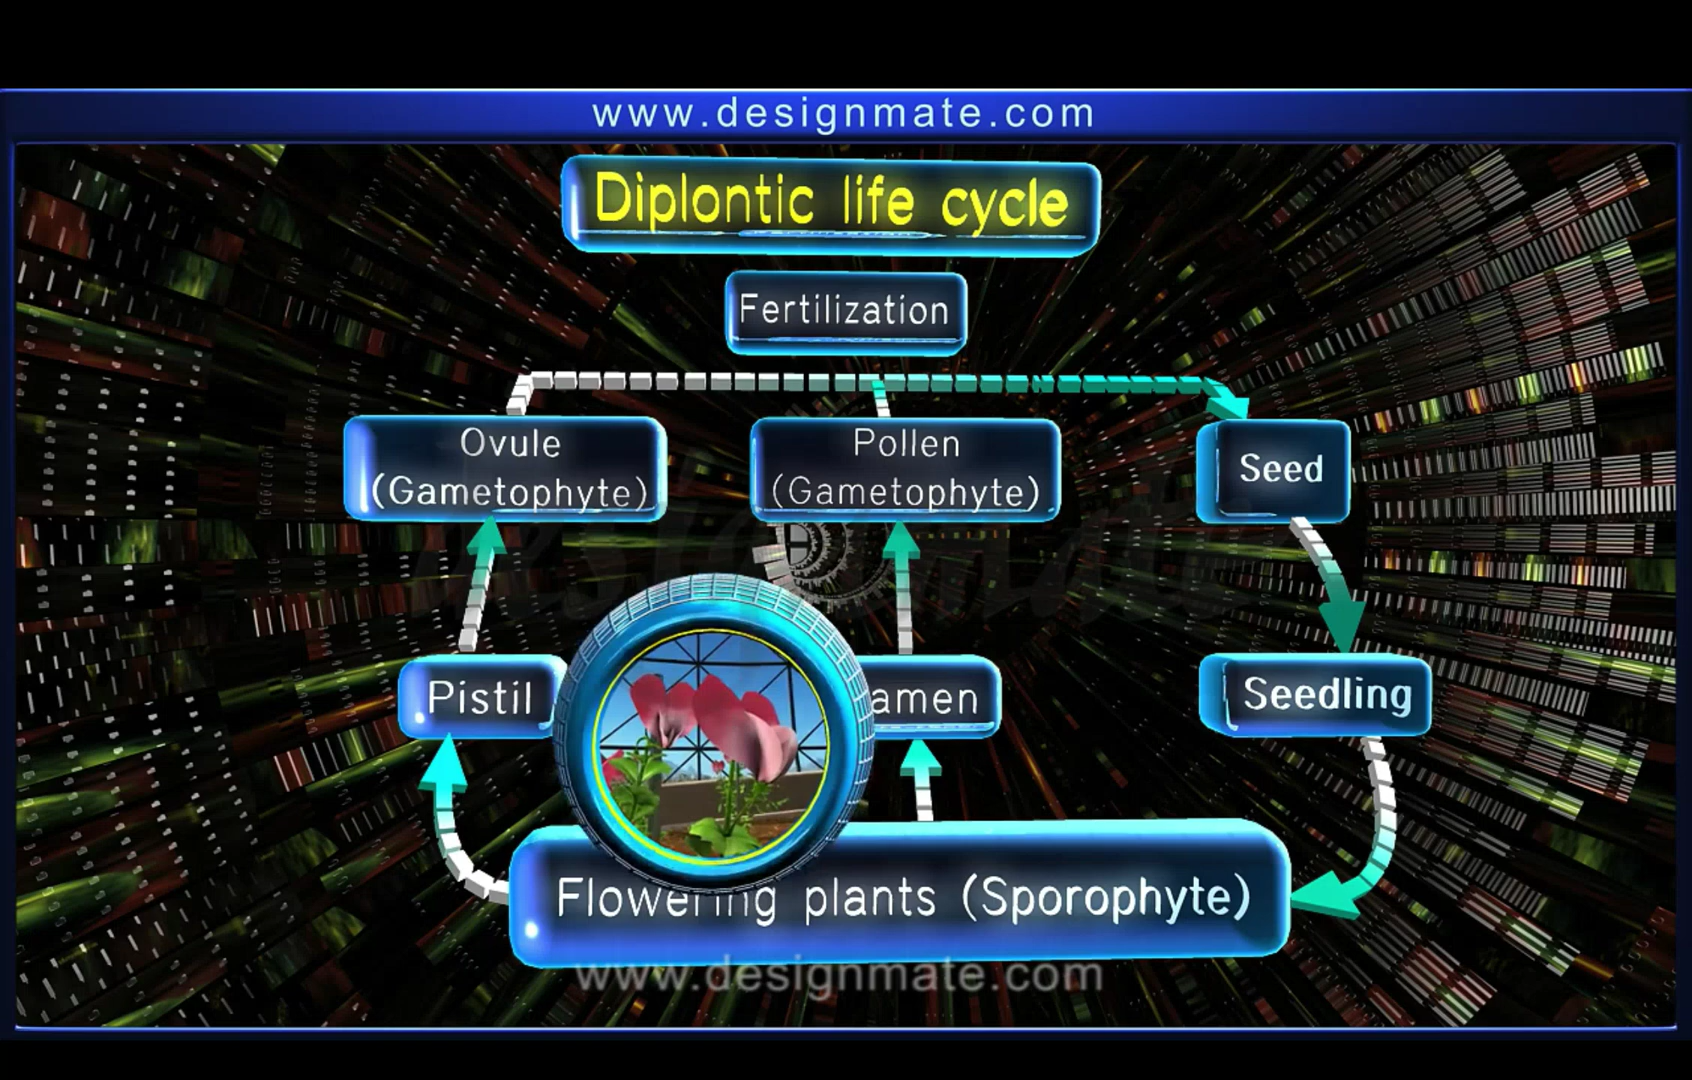 www.designmate.com
Diplontic life cycle
Fertilization
Ovule
(Gametophyte)
Pollen
(Gametophyte)
Seed
Pistil
amen
Seedling
Flowering plants (Sporophyte)
www.designmate.com